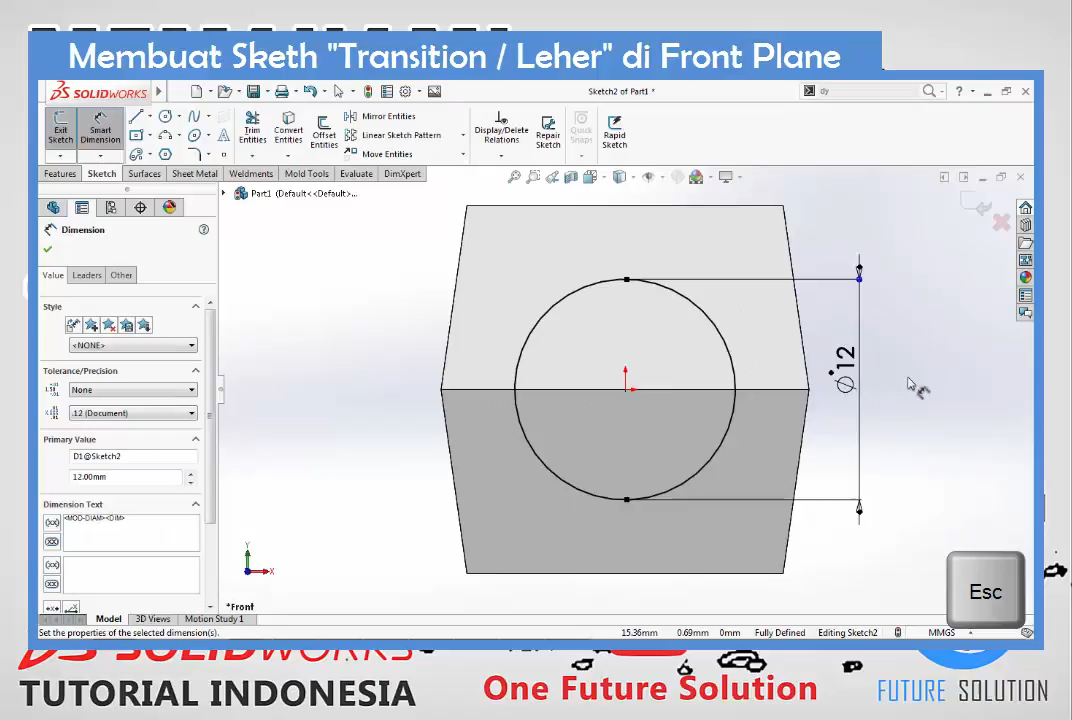 Membuat Sketh "Transition / Leher" di Front Plane
SOLIDWORKS
Sketch2 of Part1 *
dy
Exit Sketch
Smart Dimension
Trim Entities
Convert Entities
Offset Entities
Mirror Entities
Linear Sketch Pattern
Move Entities
Display/Delete Relations
Repair Sketch
Quick Snaps
Rapid Sketch
Features
Sketch
Surfaces
Sheet Metal
Weldments
Mold Tools
Evaluate
DimXpert
Part1 (Default<<Default>...
Dimension
Value
Leaders
Other
Style
<NONE>
Tolerance/Precision
None
.12 (Document)
Primary Value
D1@Sketch2
12.00mm
Dimension Text
<MOD-DIAM><DIM>
∅12
Y
X
*Front
Esc
Model
3D Views
Motion Study 1
Set the properties of the selected dimension(s).
15.36mm
0.69mm
0mm
Fully Defined
Editing Sketch2
MMGS
SOLIDWORKS
TUTORIAL INDONESIA
One Future Solution
FUTURE SOLUTION